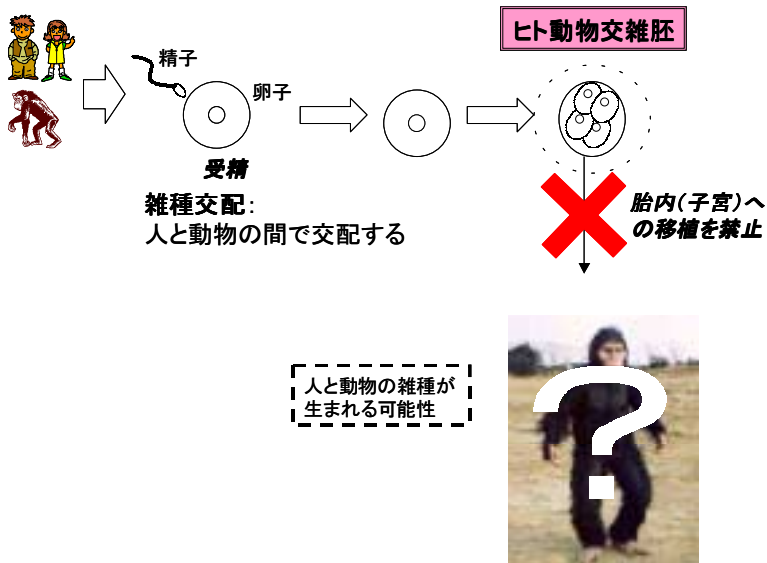 ヒト動物交雑胚
精子
卵子
受精
雑種交配:
人と動物の間で交配する
胎内(子宮)へ
の移植を禁止
人と動物の雑種が
生まれる可能性
?